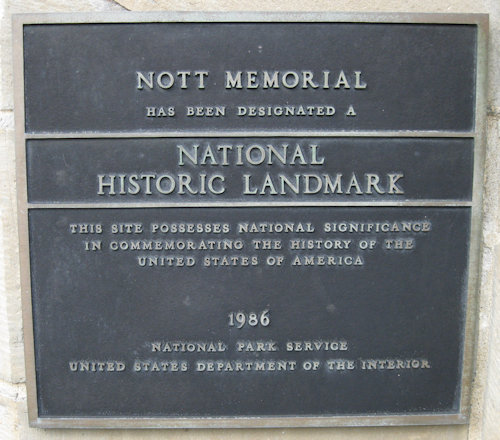 NOTT MEMORIAL
HAS BEEN DESIGNATED A
NATIONAL
HISTORIC LANDMARK
THIS SITE POSSESSES NATIONAL SIGNIFICANCE
IN COMMEMORATING THE HISTORY OF THE
UNITED STATES OF AMERICA
1986
NATIONAL PARK SERVICE
UNITED STATES DEPARTMENT OF THE INTERIOR